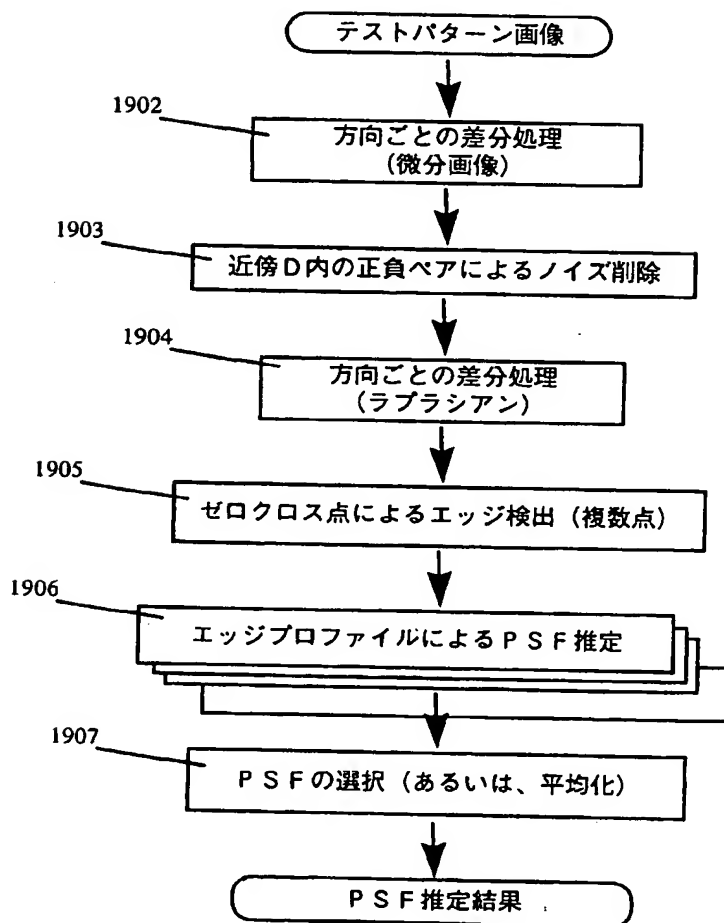 テストパターン画像
1902
方向ごとの差分処理
(微分画像)
1903
近傍D内の正負ペアによるノイズ削除
1904
方向ごとの差分処理
(ラプラシアン)
1905
ゼロクロス点によるエッジ検出 (複数点)
1906
エッジプロファイルによるPSF推定
1907
PSFの選択 (あるいは、平均化)
PSF推定結果